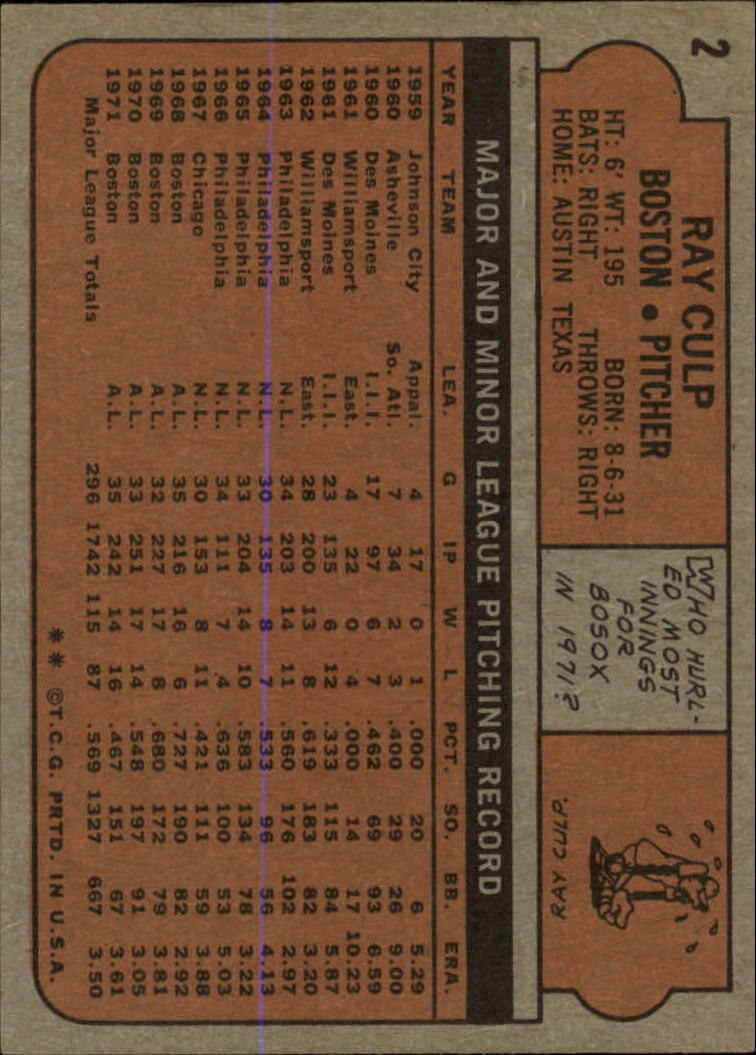 2
RAY CULP
BOSTON • PITCHER
HT: 6' WT: 195 BORN: 8-6-31
BATS: RIGHT THROWS: RIGHT
HOME: AUSTIN TEXAS
WHO HURL-
ED MOST
INNINGS
FOR
BOSOX
IN 1971?
RAY CULP.
MAJOR AND MINOR LEAGUE PITCHING RECORD
YEAR TEAM LEA. G IP W L PCT. SO. BB. ERA.
1959 Johnson City Appal. 4 17 0 1 .000 20 6 5.29
1960 Asheville So. Atl. 7 34 2 3 .400 29 26 9.00
1960 Des Moines I.I.I. 17 97 6 7 .462 69 93 6.59
1961 Williamsport East. 4 22 0 4 .000 14 17 10.23
1961 Des Moines I.I.I. 23 135 6 12 .333 115 84 5.87
1962 Williamsport East. 28 200 13 8 .619 183 82 3.20
1963 Philadelphia N.L. 34 203 14 11 .560 176 102 2.97
1964 Philadelphia N.L. 30 135 8 7 .533 96 56 4.13
1965 Philadelphia N.L. 33 204 14 10 .583 134 78 3.22
1966 Philadelphia N.L. 34 111 7 4 .636 100 53 5.03
1967 Chicago N.L. 30 153 8 11 .421 111 59 3.88
1968 Boston A.L. 35 216 16 6 .727 190 82 2.92
1969 Boston A.L. 32 227 17 8 .680 172 79 3.81
1970 Boston A.L. 33 251 17 14 .548 197 91 3.05
1971 Boston A.L. 35 242 14 16 .467 151 67 3.61
Major League Totals 296 1742 115 87 .569 1327 667 3.50
** ©T.C.G. PRTD. IN U.S.A.